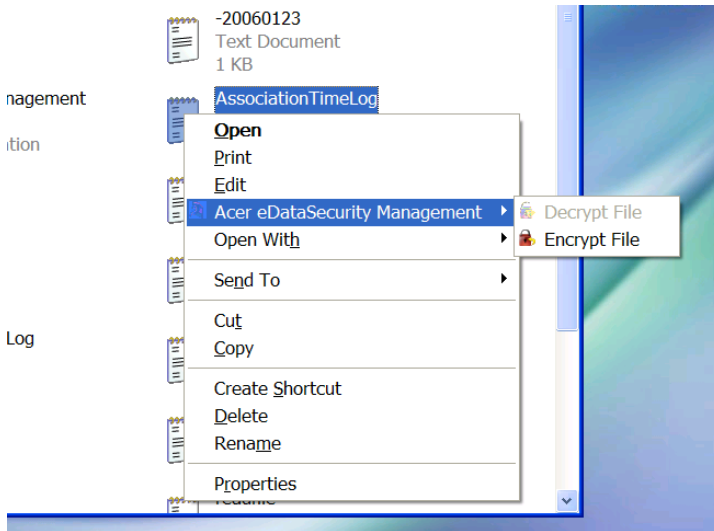 -20060123
Text Document
1 KB
nagement
AssociationTimeLog
tion
Open
Print
Edit
Acer eDataSecurity Management
Decrypt File
Open With
Encrypt File
Send To
Log
Cut
Copy
Create Shortcut
Delete
Rename
Properties